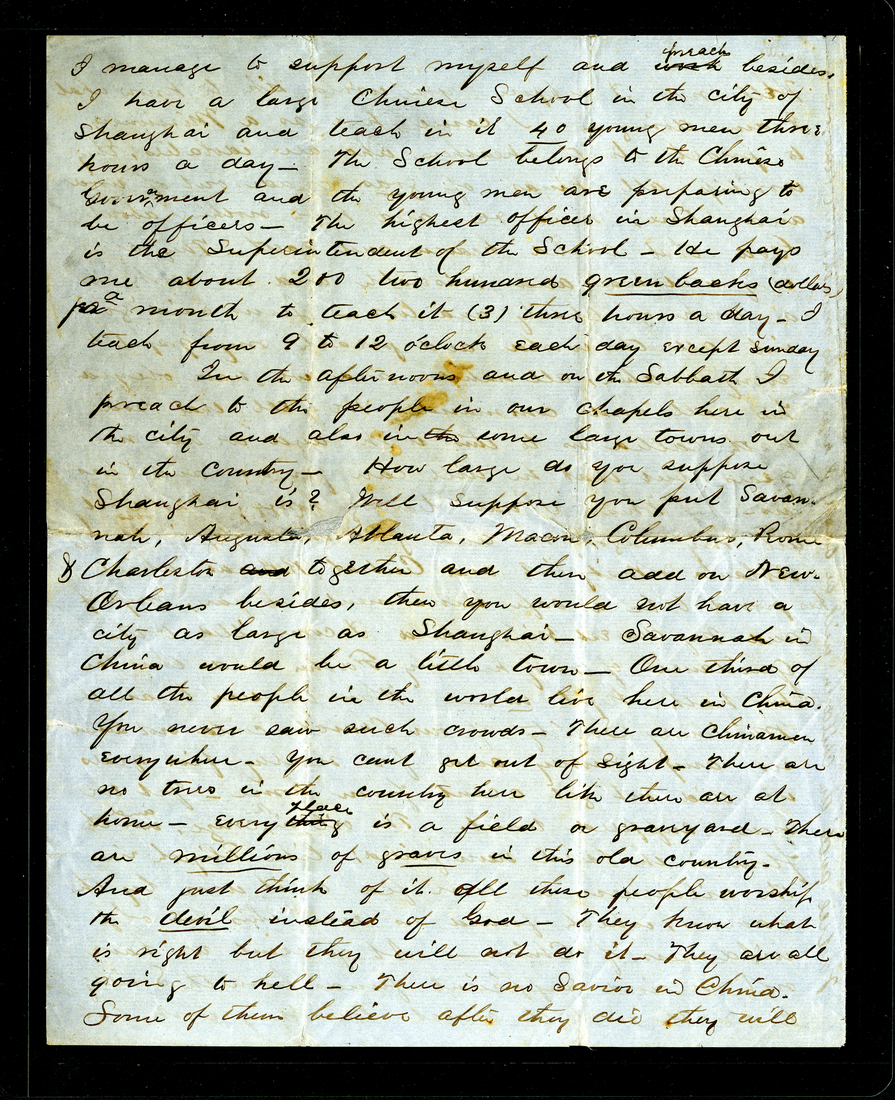 I manage to support myself and preach besides.
I have a large Chinese School in the city of
Shanghai and teach in it 40 young men three
hours a day – The School belongs to the Chinese
Government and the young men are preparing to
be officers – The highest officer in Shanghai
is the Superintendent of the School – He pays
me about 200 two hundred greenbacks (dollars)
a month to teach it (3) three hours a day – I
teach from 9 to 12 o'clock each day except Sunday
In the afternoons and on the Sabbath I
preach to the people in our chapels here in
the city and also in the some large towns out
in the country – How large do you suppose
Shanghai is? Well suppose you put Savan-
nah, Augusta, Atlanta, Macon, Columbus, Rome
& Charleston and together and then add on New-
Orleans besides, then you would not have a
city as large as Shanghai – Savannah in
China would be a little town – One third of
all the people in the world live here in China.
You never saw such crowds – There are Chinamen
everywhere – You cant get out of sight – There are
no trees in the country here like there are at
home – Every place is a field or graveyard – There
are millions of graves in this old country.
And just think of it. All these people worship
the devil instead of God – They know what
is right but they will not do it – They are all
going to hell – There is no Savior in China.
Some of them believe after they die they will